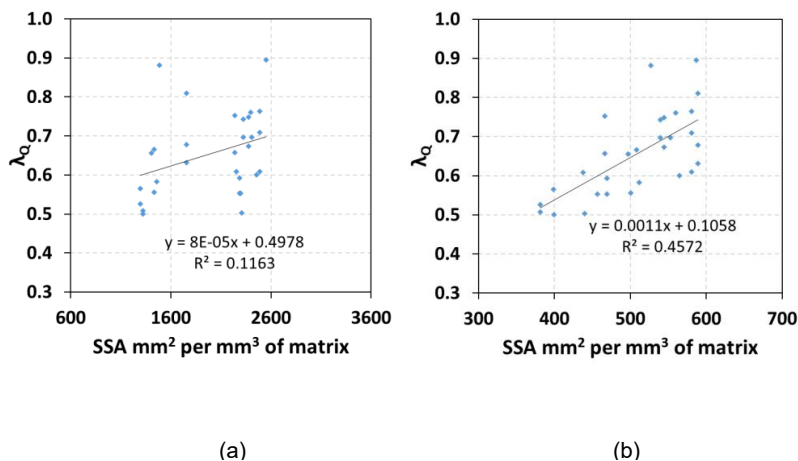 1.0
0.9
0.8
0.7
0.6
0.5
0.4
0.3
λQ
y = 8E-05x + 0.4978
R² = 0.1163
600 1600 2600 3600
SSA mm² per mm³ of matrix
(a)
1.0
0.9
0.8
0.7
0.6
0.5
0.4
0.3
λQ
y = 0.0011x + 0.1058
R² = 0.4572
300 400 500 600 700
SSA mm² per mm³ of matrix
(b)